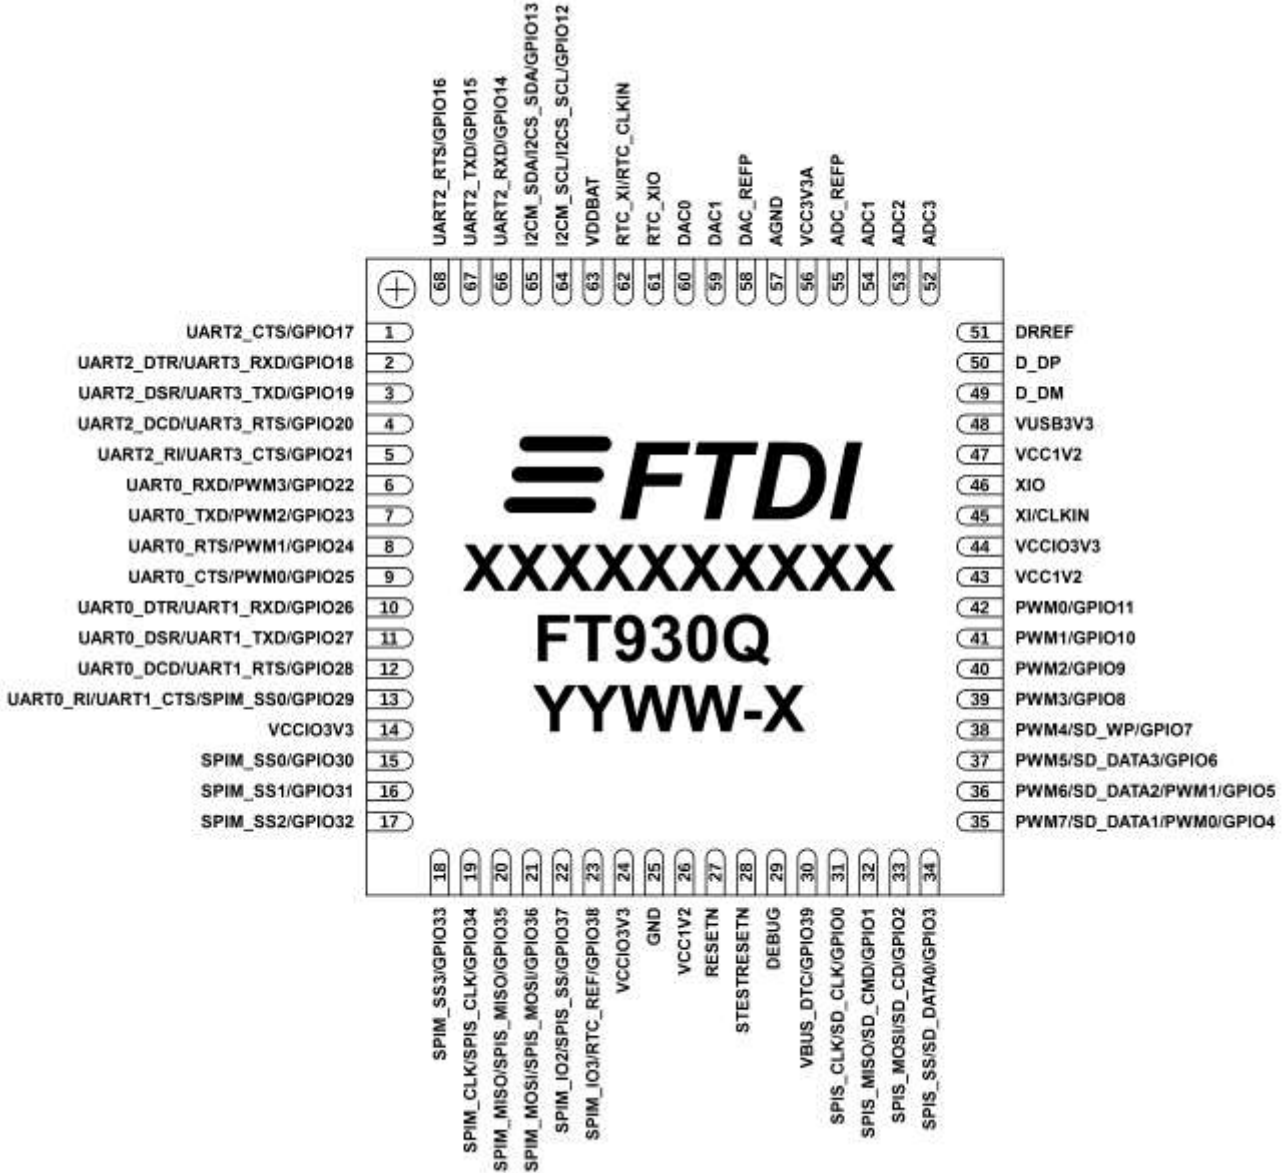 UART2_RTS/GPIO16
UART2_TXD/GPIO15
UART2_RXD/GPIO14
I2CM_SDA/I2CS_SDA/GPIO13
I2CM_SCL/I2CS_SCL/GPIO12
VDDBAT
RTC_XI/RTC_CLKIN
RTC_XIO
DAC0
DAC1
DAC_REFP
AGND
VCC3V3A
ADC_REFP
ADC1
ADC2
ADC3
68 67 66 65 64 63 62 61 60 59 58 57 56 55 54 53 52
UART2_CTS/GPIO17 1
UART2_DTR/UART3_RXD/GPIO18 2
UART2_DSR/UART3_TXD/GPIO19 3
UART2_DCD/UART3_RTS/GPIO20 4
UART2_RI/UART3_CTS/GPIO21 5
UART0_RXD/PWM3/GPIO22 6
UART0_TXD/PWM2/GPIO23 7
UART0_RTS/PWM1/GPIO24 8
UART0_CTS/PWM0/GPIO25 9
UART0_DTR/UART1_RXD/GPIO26 10
UART0_DSR/UART1_TXD/GPIO27 11
UART0_DCD/UART1_RTS/GPIO28 12
UART0_RI/UART1_CTS/SPIM_SS0/GPIO29 13
VCCIO3V3 14
SPIM_SS0/GPIO30 15
SPIM_SS1/GPIO31 16
SPIM_SS2/GPIO32 17
FTDI
XXXXXXXXXX
FT930Q
YYWW-X
51 DRREF
50 D_DP
49 D_DM
48 VUSB3V3
47 VCC1V2
46 XIO
45 XI/CLKIN
44 VCCIO3V3
43 VCC1V2
42 PWM0/GPIO11
41 PWM1/GPIO10
40 PWM2/GPIO9
39 PWM3/GPIO8
38 PWM4/SD_WP/GPIO7
37 PWM5/SD_DATA3/GPIO6
36 PWM6/SD_DATA2/PWM1/GPIO5
35 PWM7/SD_DATA1/PWM0/GPIO4
18 19 20 21 22 23 24 25 26 27 28 29 30 31 32 33 34
SPIM_SS3/GPIO33
SPIM_CLK/SPIS_CLK/GPIO34
SPIM_MISO/SPIS_MISO/GPIO35
SPIM_MOSI/SPIS_MOSI/GPIO36
SPIM_IO2/SPIS_SS/GPIO37
SPIM_IO3/RTC_REF/GPIO38
VCCIO3V3
GND
VCC1V2
RESETN
STESTRESETN
DEBUG
VBUS_DTC/GPIO39
SPIS_CLK/SD_CLK/GPIO0
SPIS_MISO/SD_CMD/GPIO1
SPIS_MOSI/SD_CD/GPIO2
SPIS_SS/SD_DATA0/GPIO3